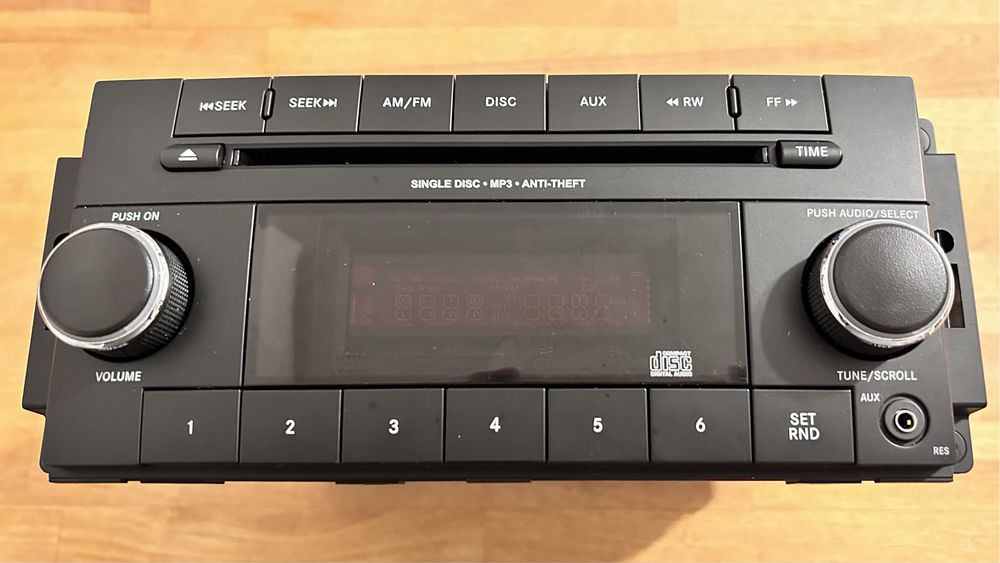 SEEK
SEEK
AM/FM
DISC
AUX
RW
FF
TIME
SINGLE DISC • MP3 • ANTI-THEFT
PUSH ON
PUSH AUDIO/SELECT
VOLUME
COMPACT
disc
DIGITAL AUDIO
TUNE/SCROLL
1
2
3
4
5
6
SET
RND
AUX
RES